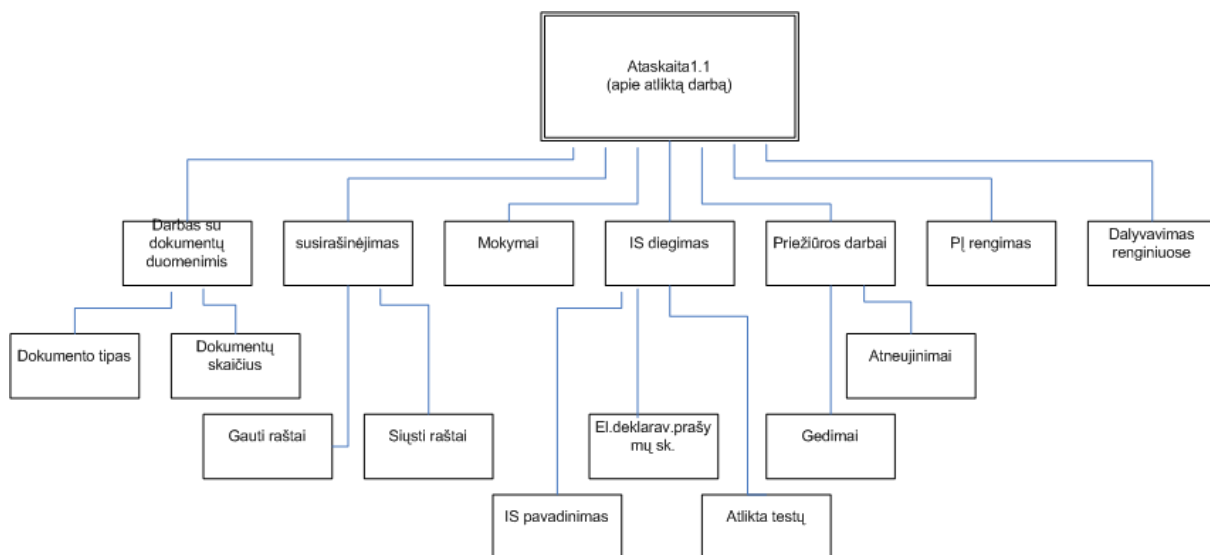 Ataskaita1.1
(apie atliktą darbą)
Darbas su
dokumentų
duomenimis
susirašinėjimas
Mokymai
IS diegimas
Priežiūros darbai
PĮ rengimas
Dalyvavimas
renginiuose
Dokumento tipas
Dokumentų
skaičius
Atneujinimai
Gauti raštai
Siųsti raštai
El.deklarav.prašy
mų sk.
Gedimai
IS pavadinimas
Atlikta testų